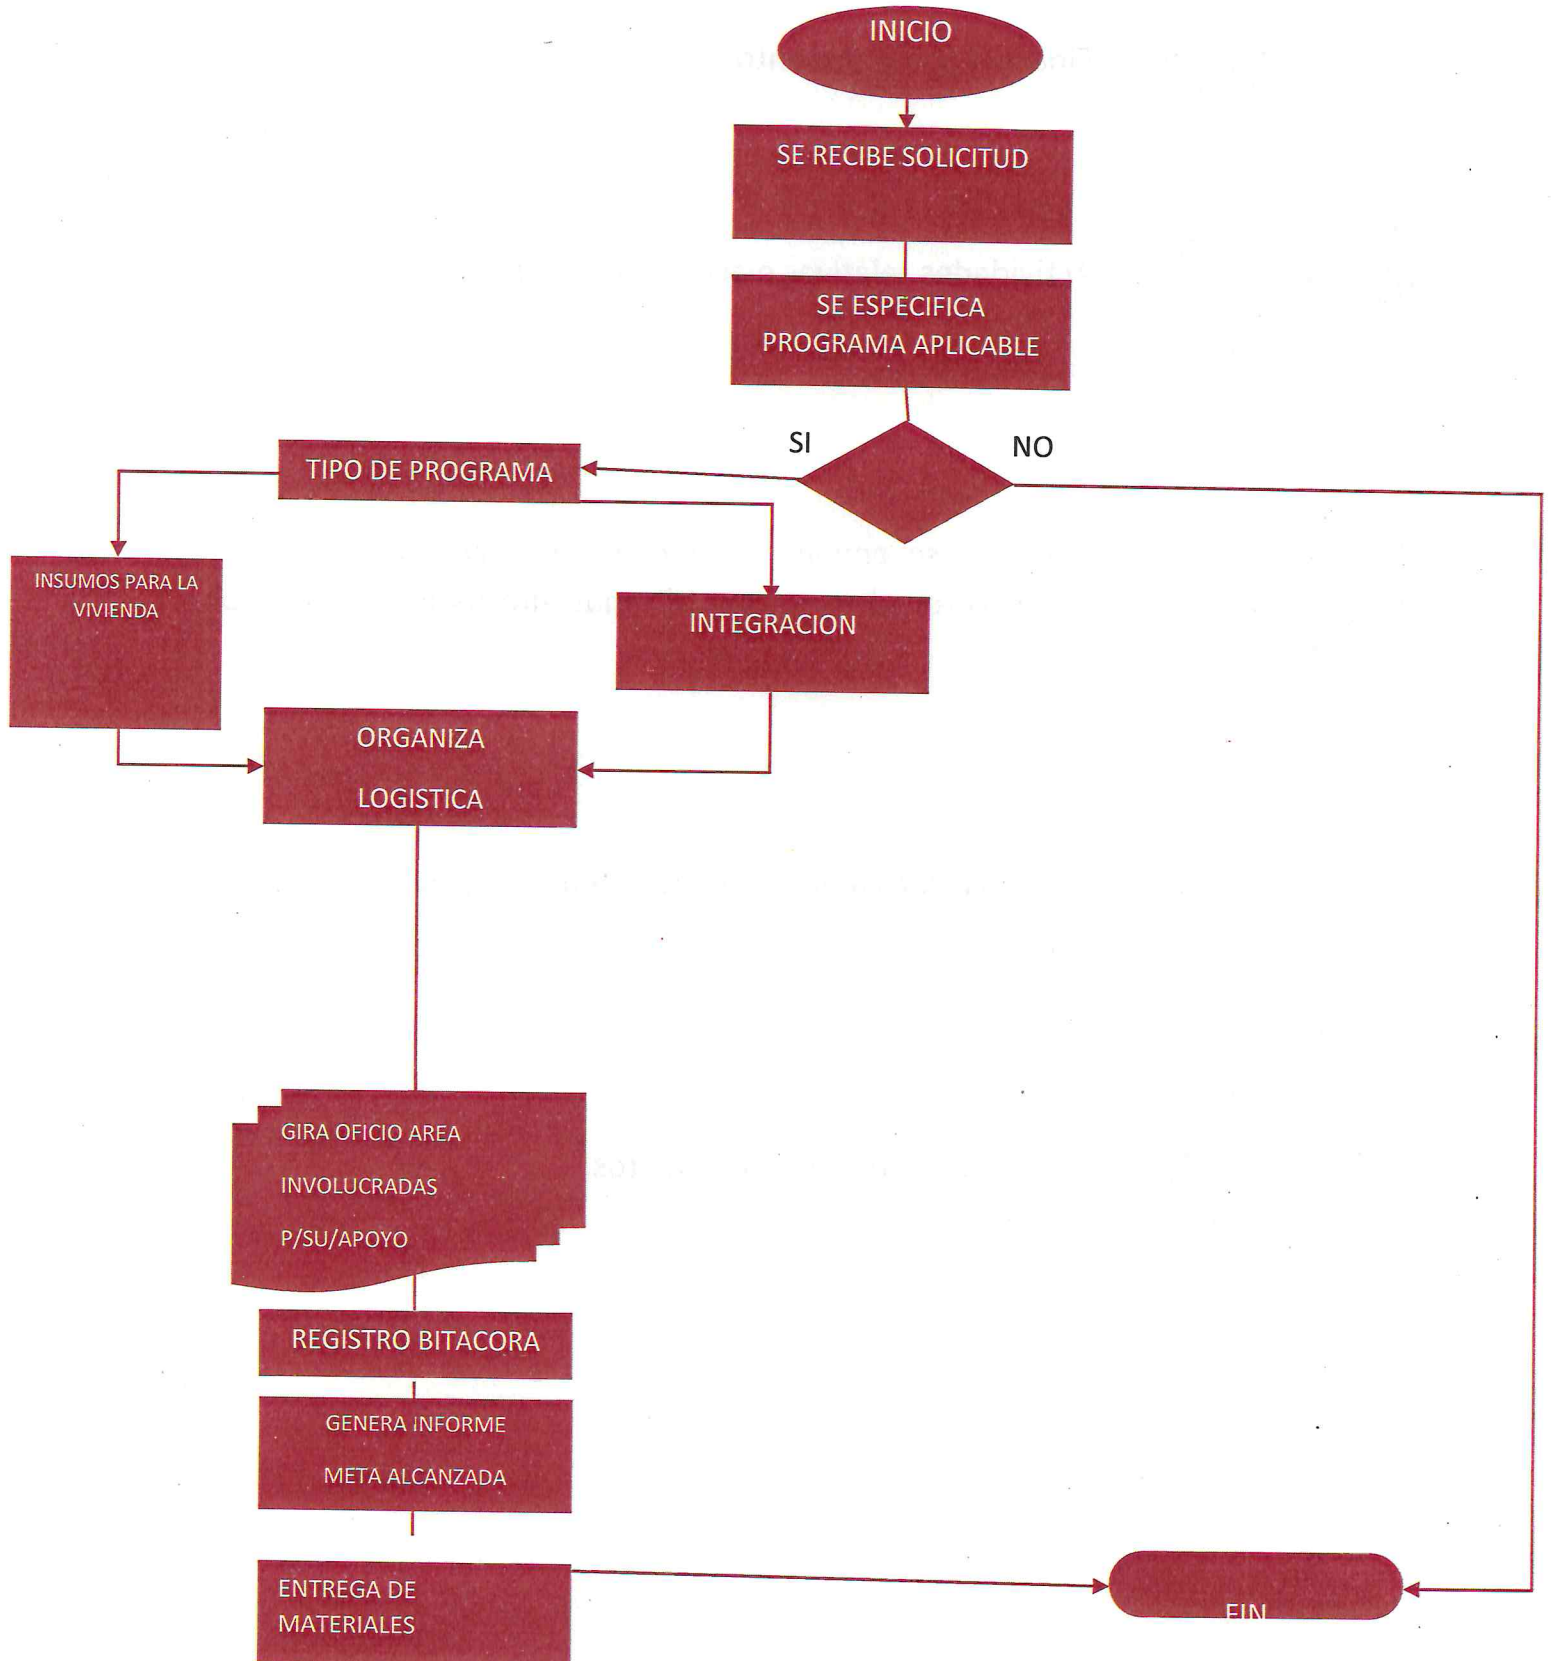 INICIO
SE RECIBE SOLICITUD
SE ESPECIFICA
PROGRAMA APLICABLE
SI
NO
TIPO DE PROGRAMA
INSUMOS PARA LA
VIVIENDA
INTEGRACION
ORGANIZA
LOGISTICA
GIRA OFICIO AREA
INVOLUCRADAS
P/SU/APOYO
REGISTRO BITACORA
GENERA INFORME
META ALCANZADA
ENTREGA DE
MATERIALES
FIN